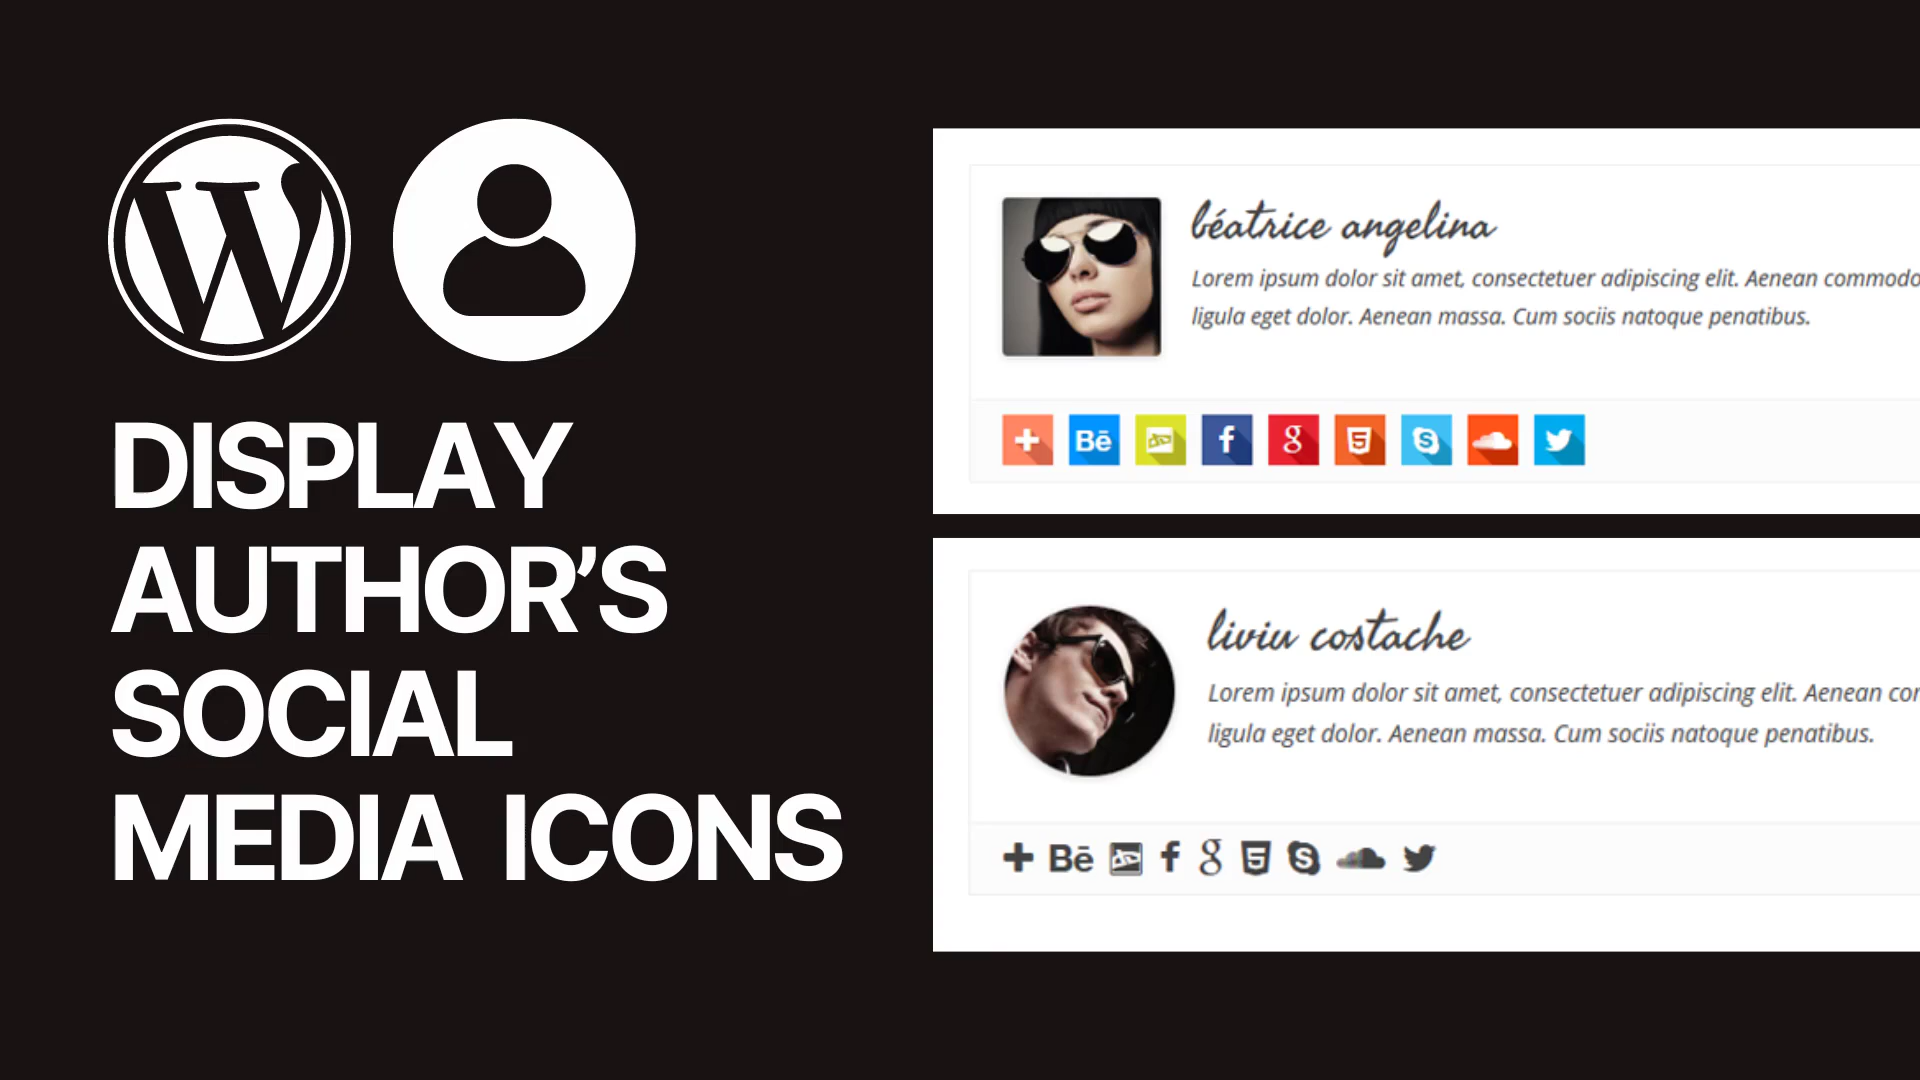 DISPLAY
AUTHOR’S
SOCIAL
MEDIA ICONS
béatrice angelina
Lorem ipsum dolor sit amet, consectetuer adipiscing elit. Aenean commodo
ligula eget dolor. Aenean massa. Cum sociis natoque penatibus.
Bē
liviu costache
Lorem ipsum dolor sit amet, consectetuer adipiscing elit. Aenean
ligula eget dolor. Aenean massa. Cum sociis natoque penatibus.
Bē